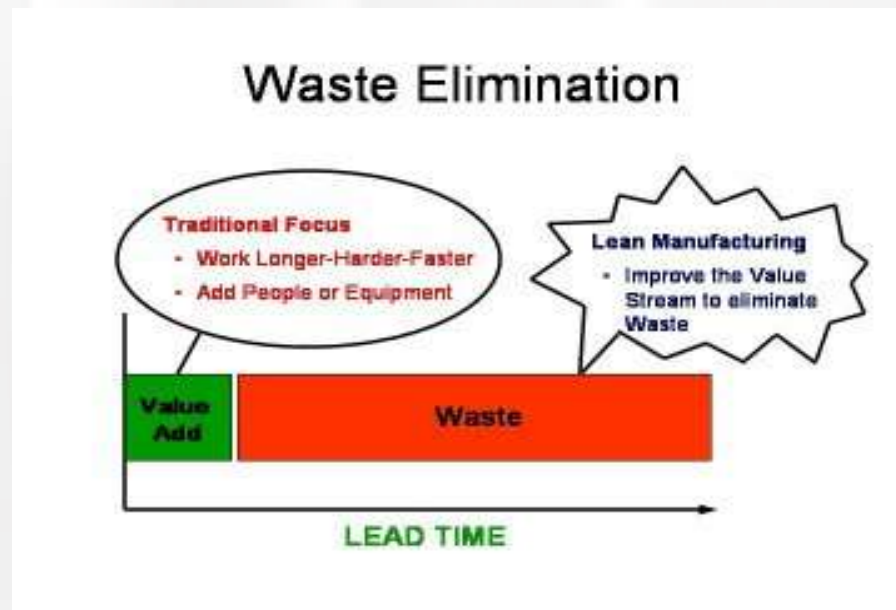 Waste Elimination
Traditional Focus
- Work Longer-Harder-Faster
- Add People or Equipment
Lean Manufacturing
- Improve the Value
Stream to eliminate
Waste
Value
Add
Waste
LEAD TIME